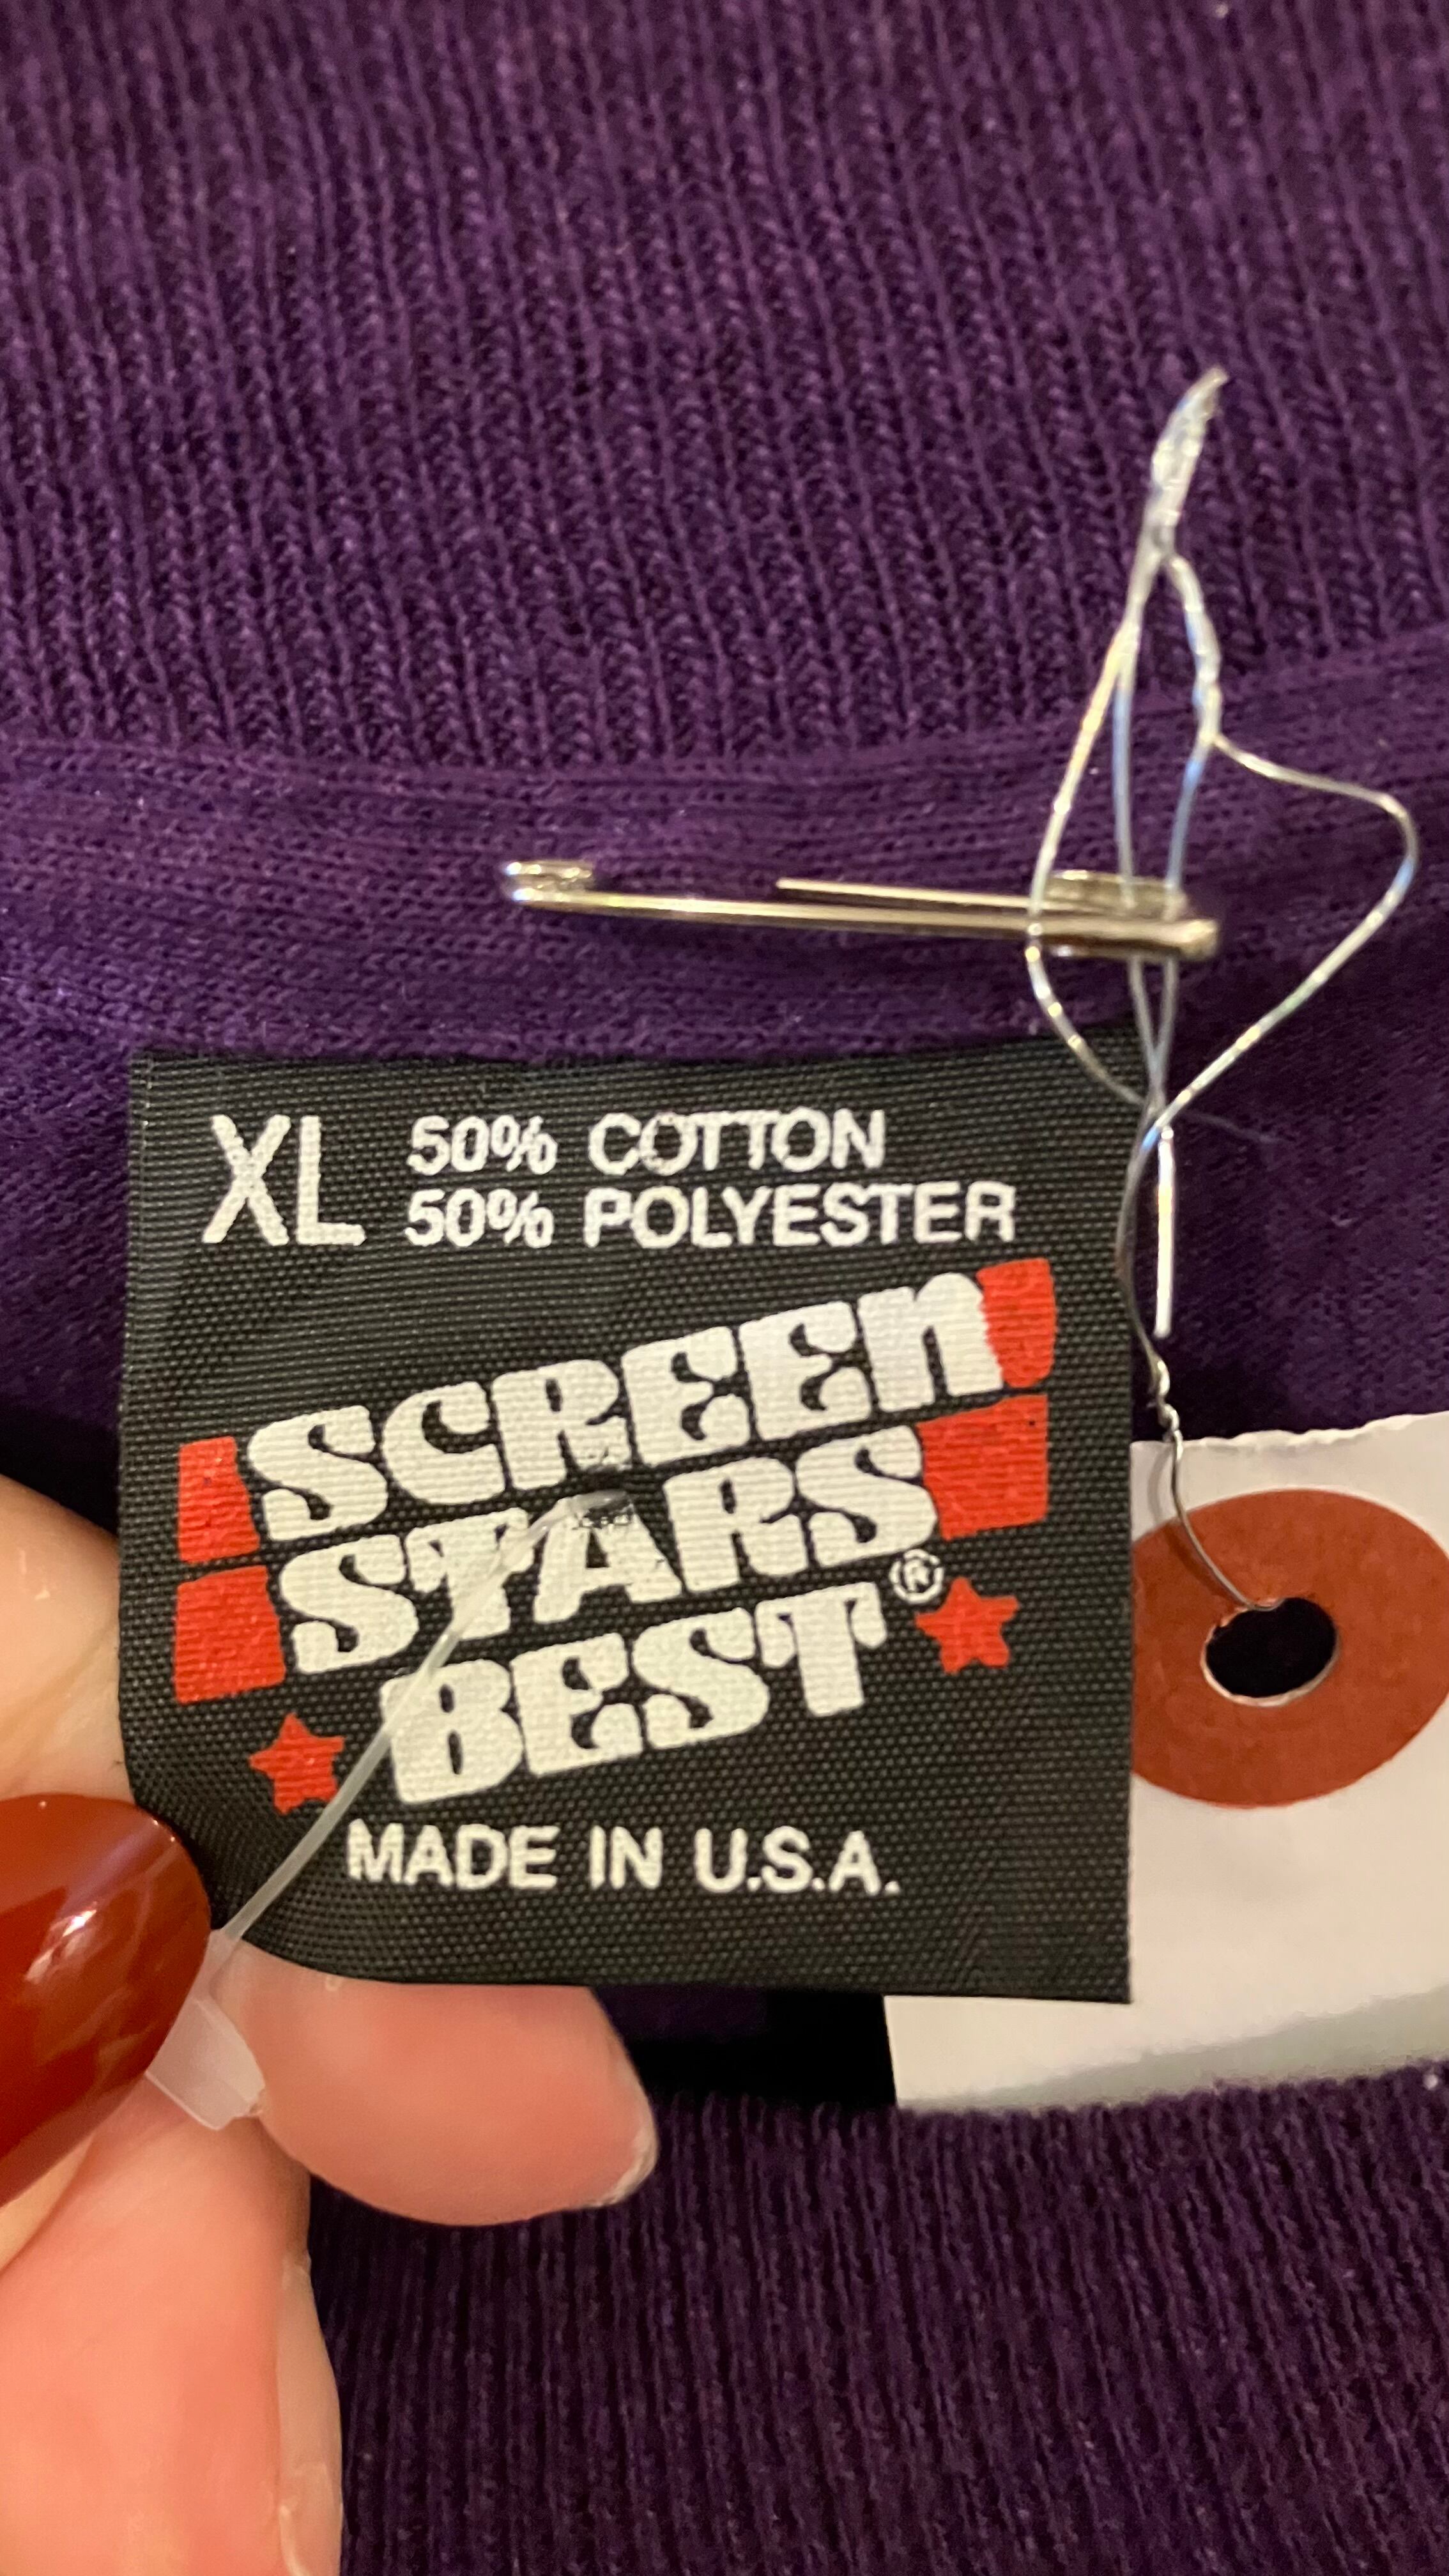 XL 50% COTTON
50% POLYESTER
SCREEN
STARS
BEST®
MADE IN U.S.A.